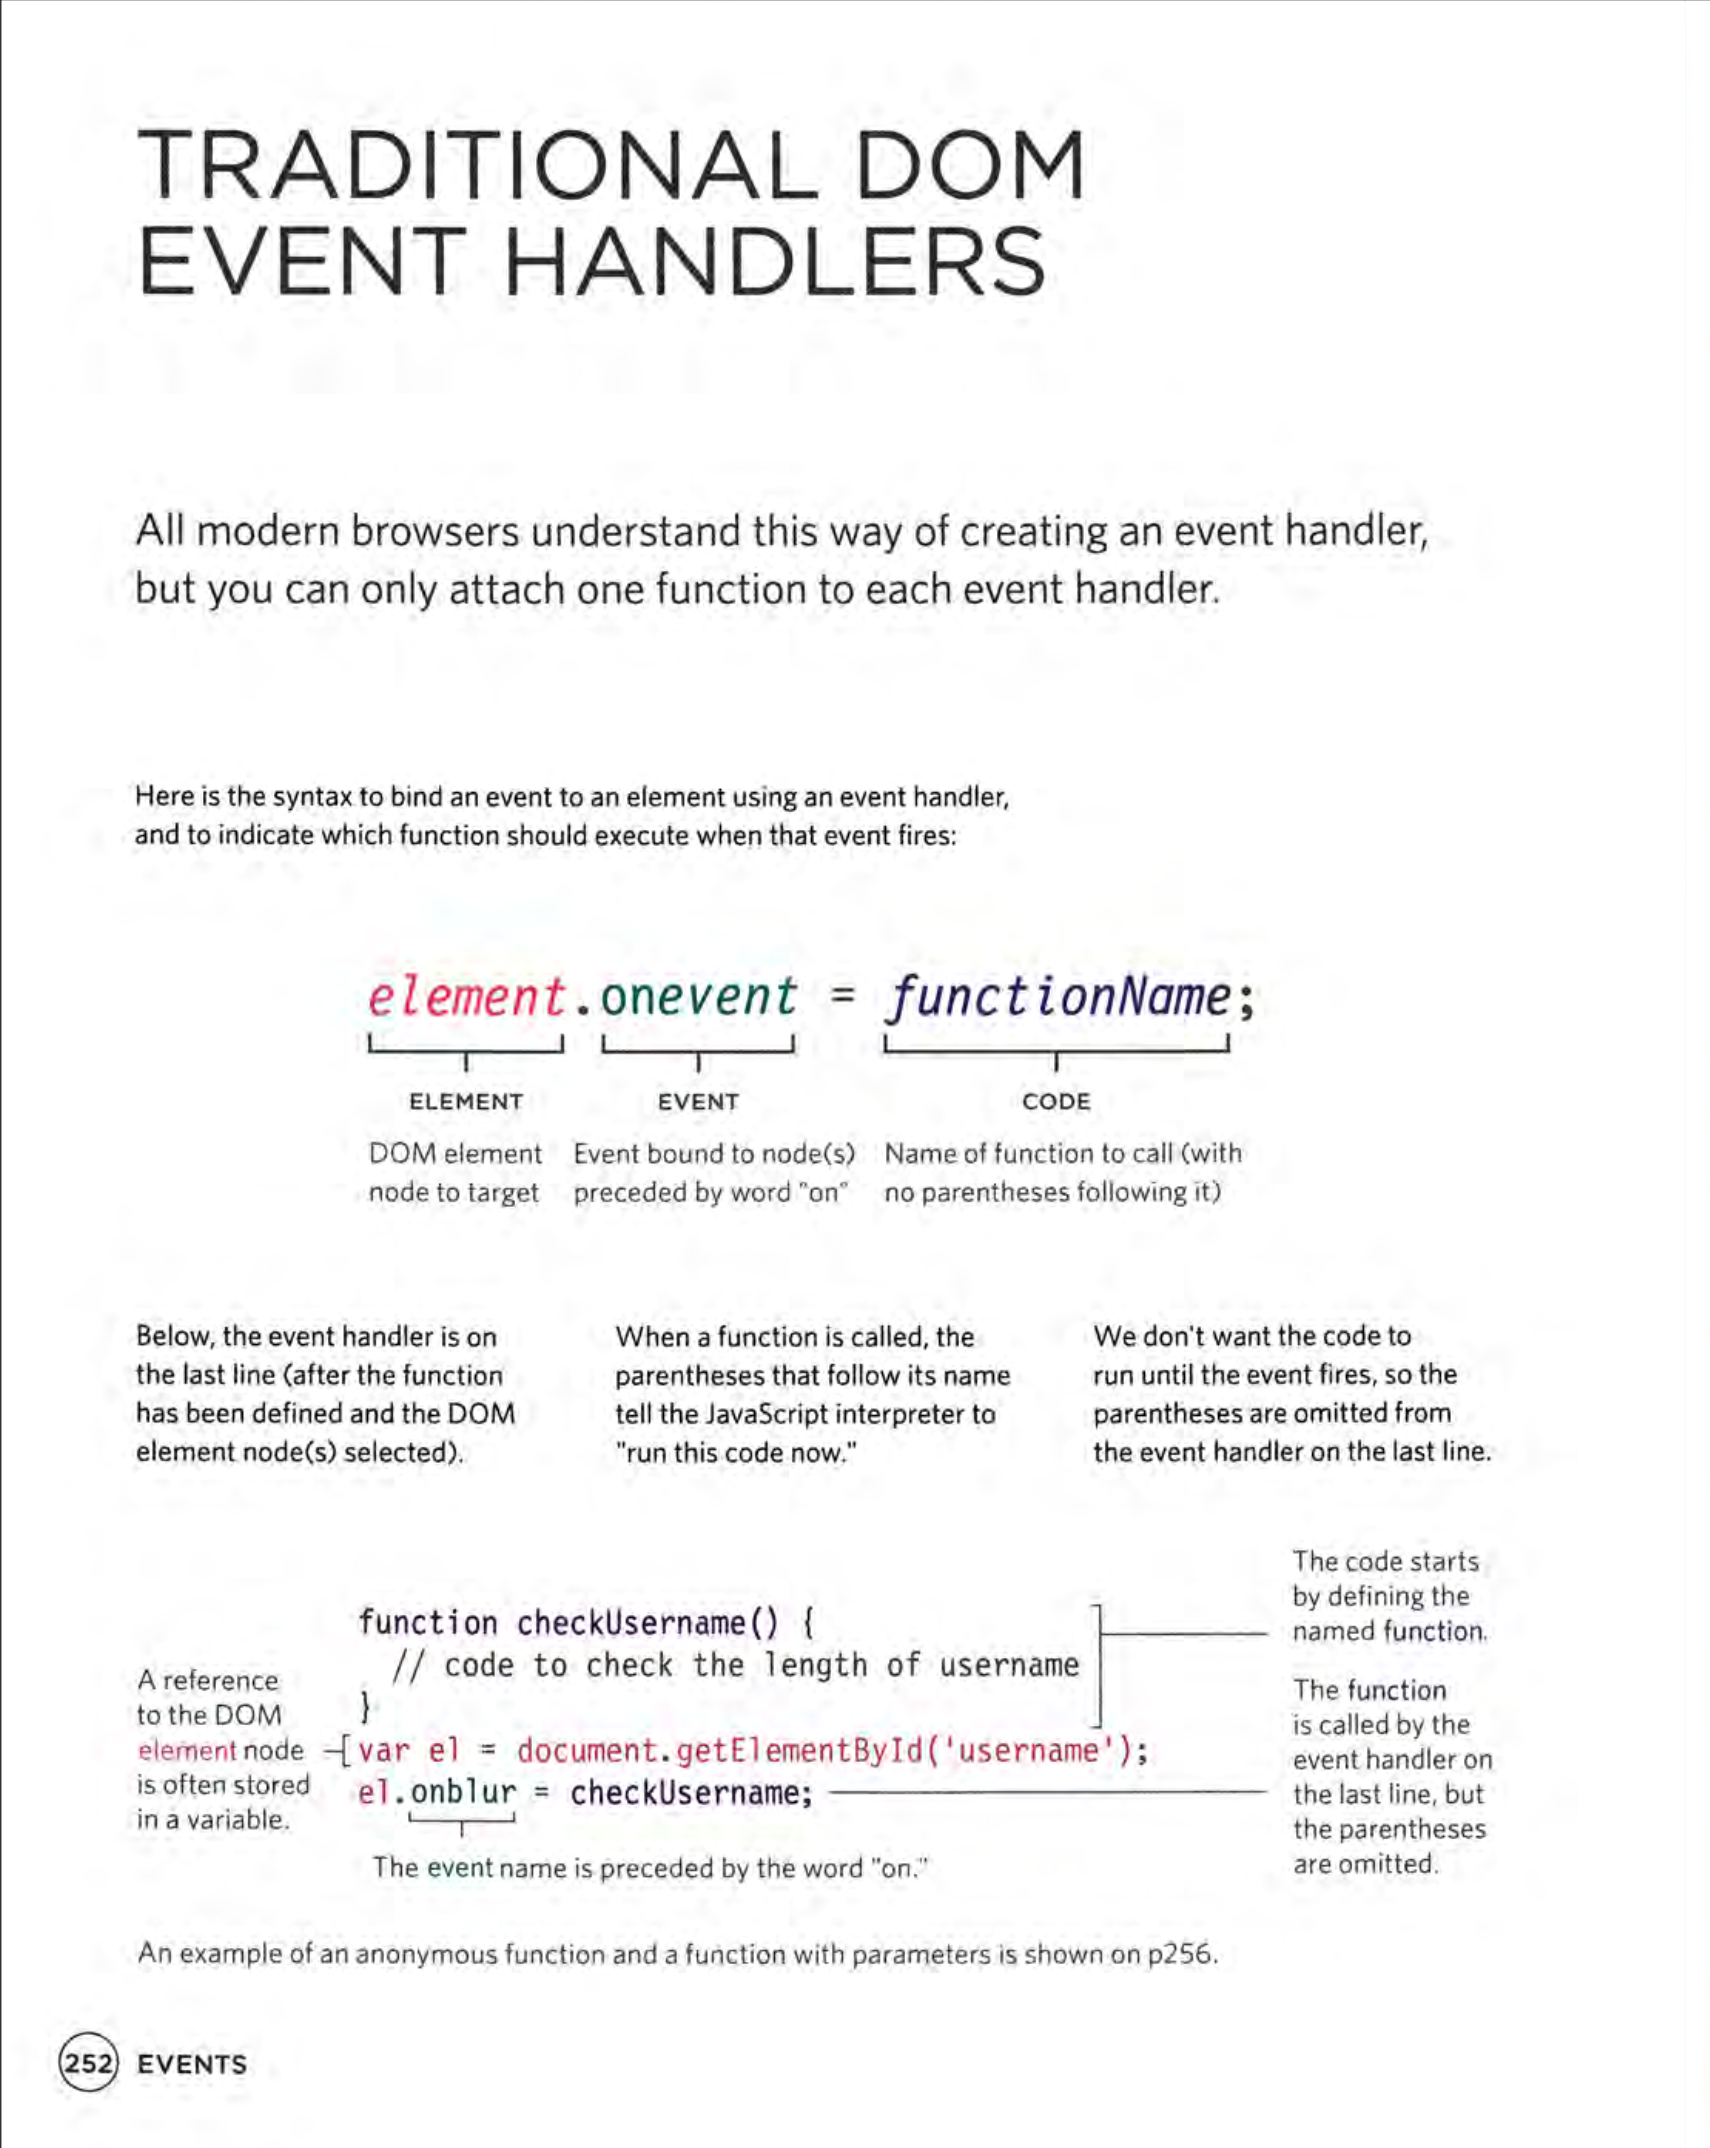 TRADITIONAL DOM
EVENT HANDLERS
All modern browsers understand this way of creating an event handler,
but you can only attach one function to each event handler.
Here is the syntax to bind an event to an element using an event handler,
and to indicate which function should execute when that event fires:
element.onevent = functionName;
ELEMENT
DOM element
node to target
EVENT
Event bound to node(s)
preceded by word "on"
CODE
Name of function to call (with
no parentheses following it)
Below, the event handler is on
the last line (after the function
has been defined and the DOM
element node(s) selected).
When a function is called, the
parentheses that follow its name
tell the JavaScript interpreter to
"run this code now."
We don't want the code to
run until the event fires, so the
parentheses are omitted from
the event handler on the last line.
A reference
to the DOM
element node
is often stored
in a variable.
function checkUsername() {
// code to check the length of username
}
var el = document.getElementById('username');
el.onblur = checkUsername;
The event name is preceded by the word "on."
The code starts
by defining the
named function.
The function
is called by the
event handler on
the last line, but
the parentheses
are omitted.
An example of an anonymous function and a function with parameters is shown on p256.
252 EVENTS